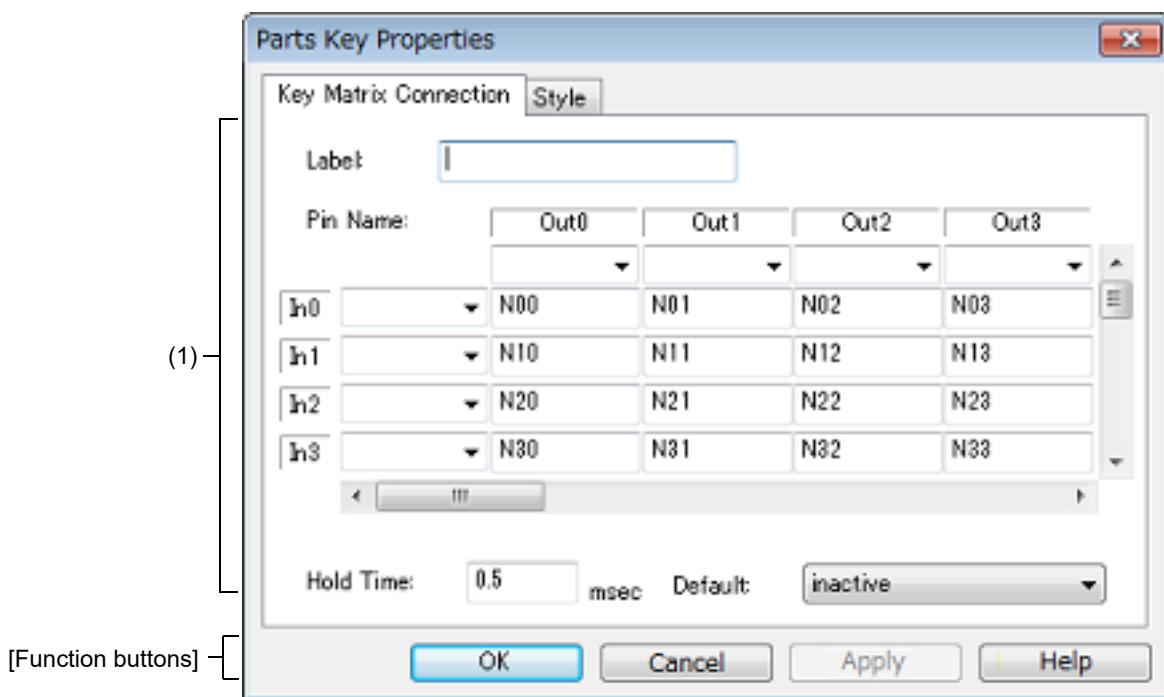 Parts Key Properties
Key Matrix Connection Style
Label:
Pin Name: Out0 Out1 Out2 Out3
In0 N00 N01 N02 N03
In1 N10 N11 N12 N13
(1)
In2 N20 N21 N22 N23
In3 N30 N31 N32 N33
Hold Time: 0.5 msec Default: inactive
[Function buttons] OK Cancel Apply Help